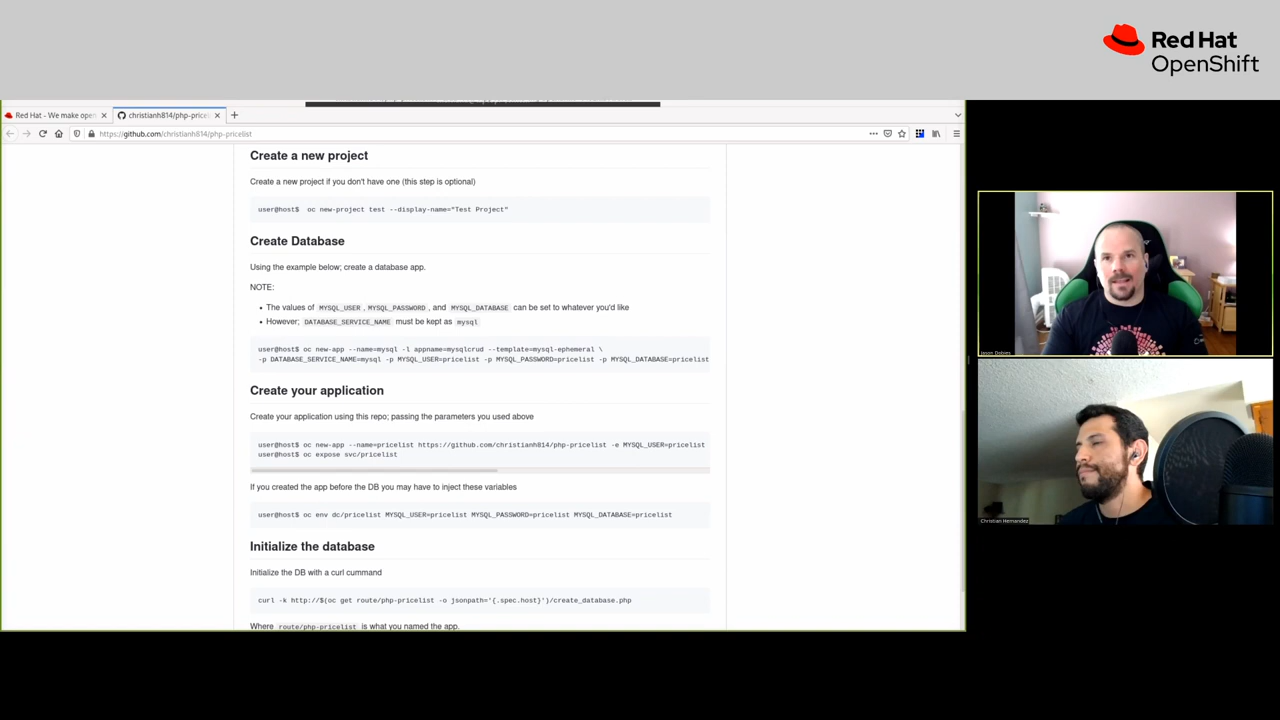 Red Hat
OpenShift
Red Hat - We make open
christianh814/php-pricel
https://github.com/christianh814/php-pricelist
Create a new project
Create a new project if you don't have one (this step is optional)
user@host$ oc new-project test --display-name="Test Project"
Create Database
Using the example below; create a database app.
NOTE:
• The values of MYSQL_USER , MYSQL_PASSWORD , and MYSQL_DATABASE can be set to whatever you'd like
• However; DATABASE_SERVICE_NAME must be kept as mysql
user@host$ oc new-app --name=mysql -l appname=mysqlcrud --template=mysql-ephemeral \
-p DATABASE_SERVICE_NAME=mysql -p MYSQL_USER=pricelist -p MYSQL_PASSWORD=pricelist -p MYSQL_DATABASE=pricelist
Create your application
Create your application using this repo; passing the parameters you used above
user@host$ oc new-app --name=pricelist https://github.com/christianh814/php-pricelist -e MYSQL_USER=pricelist
user@host$ oc expose svc/pricelist
If you created the app before the DB you may have to inject these variables
user@host$ oc env dc/pricelist MYSQL_USER=pricelist MYSQL_PASSWORD=pricelist MYSQL_DATABASE=pricelist
Initialize the database
Initialize the DB with a curl cummand
curl -k http://$(oc get route/php-pricelist -o jsonpath='{.spec.host}')/create_database.php
Where route/php-pricelist is what you named the app.
Jason Dobies
Christian Hernandez